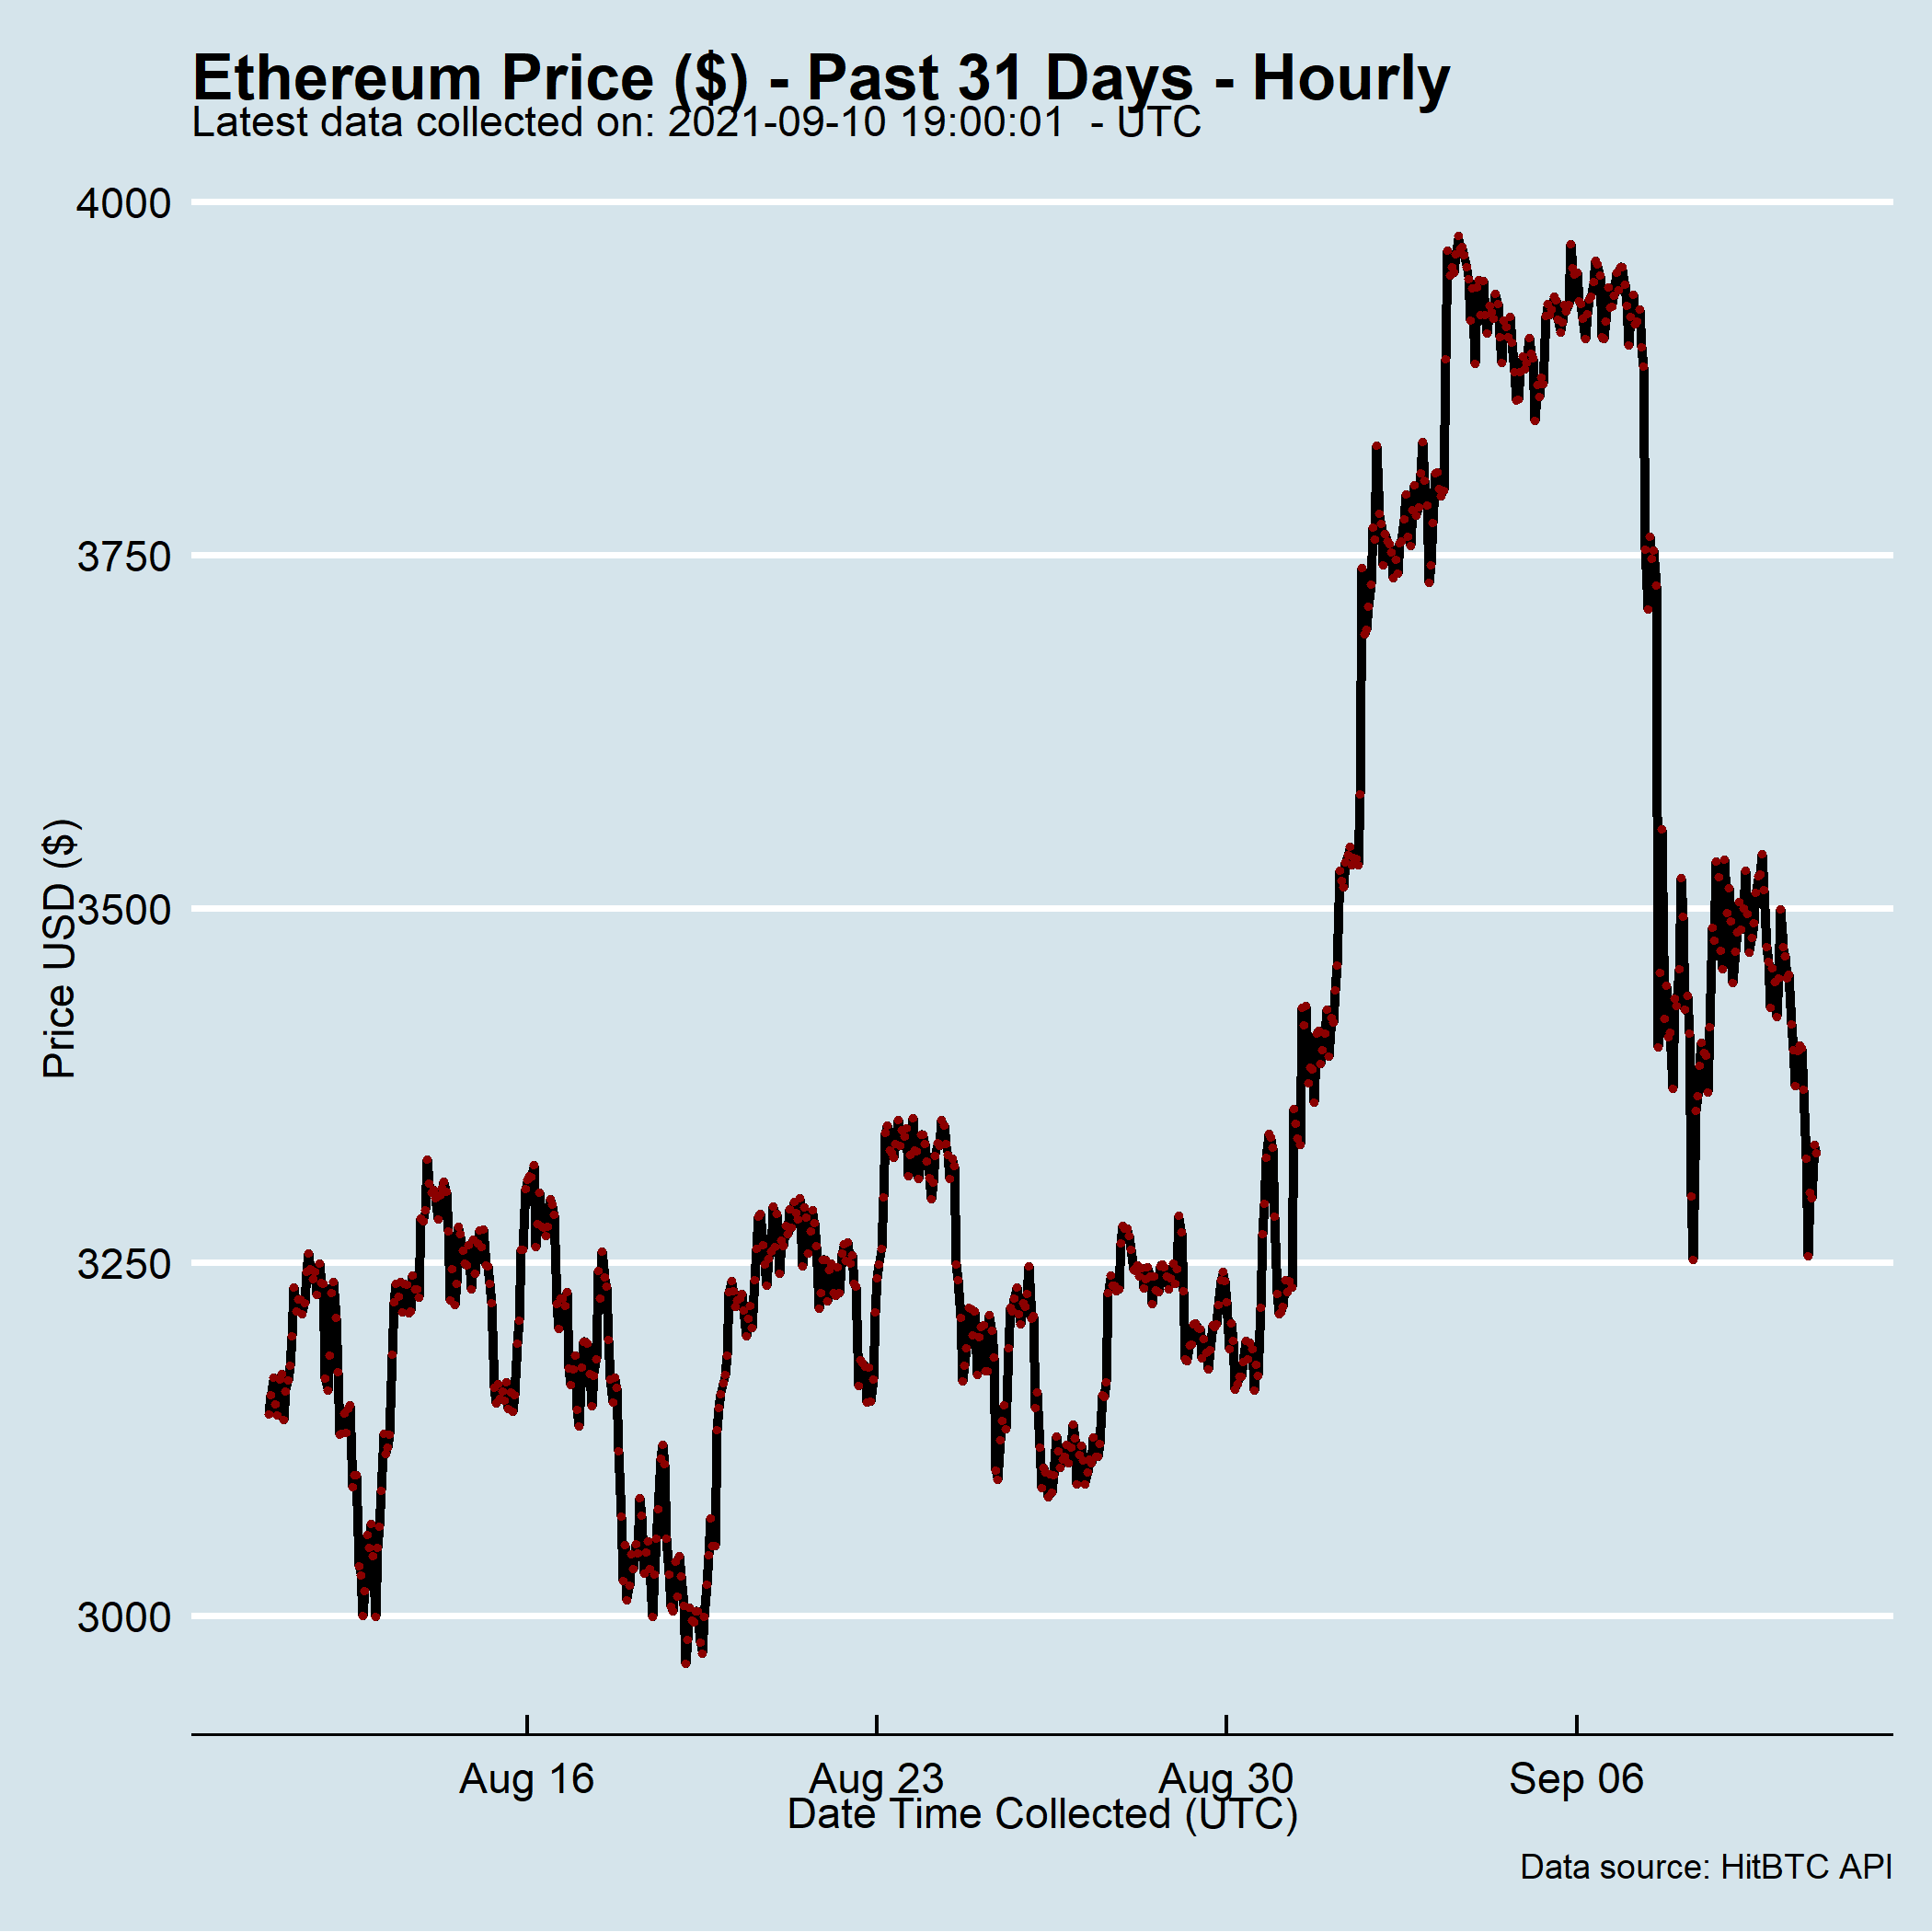 Ethereum Price ($) - Past 31 Days - Hourly
Latest data collected on: 2021-09-10 19:00:01  - UTC
4000
3750
3500
3250
3000
Price USD ($)
Aug 16
Aug 23
Aug 30
Sep 06
Date Time Collected (UTC)
Data source: HitBTC API